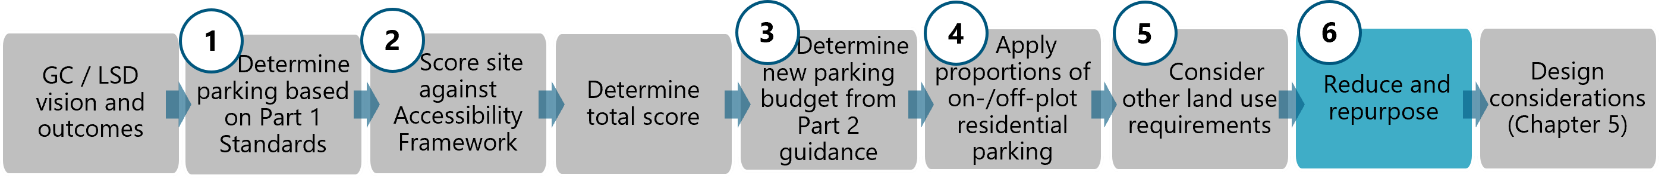 GC / LSD
vision and
outcomes
1
Determine
parking based
on Part 1
Standards
2
Score site
against
Accessibility
Framework
Determine
total score
3
Determine
new parking
budget from
Part 2
guidance
4
Apply
proportions of
on-/off-plot
residential
parking
5
Consider
other land use
requirements
6
Reduce and
repurpose
Design
considerations
(Chapter 5)